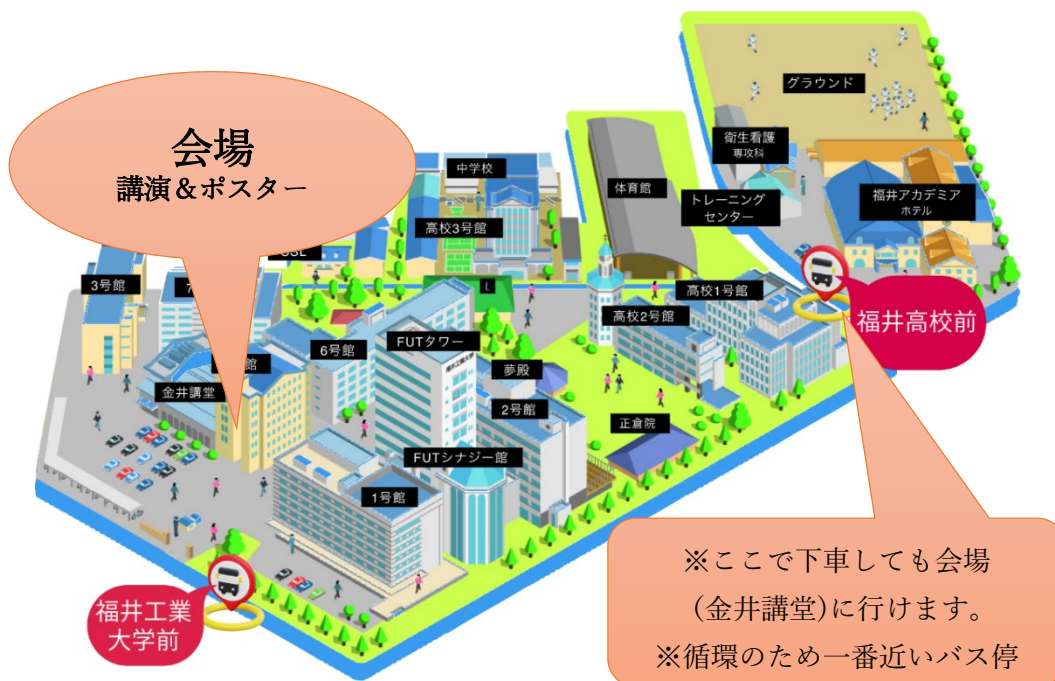 会場
講演＆ポスター
グラウンド
衛生看護
専攻科
中学校
体育館
トレーニング
センター
福井アカデミア
ホテル
高校3号館
3号館
L
高校1号館
福井高校前
高校2号館
6号館
FUTタワー
福井工業大学
夢殿
金井講堂
2号館
正倉院
FUTシナジー館
1号館
福井工業
大学前
※ここで下車しても会場
(金井講堂)に行けます。
※循環のため一番近いバス停